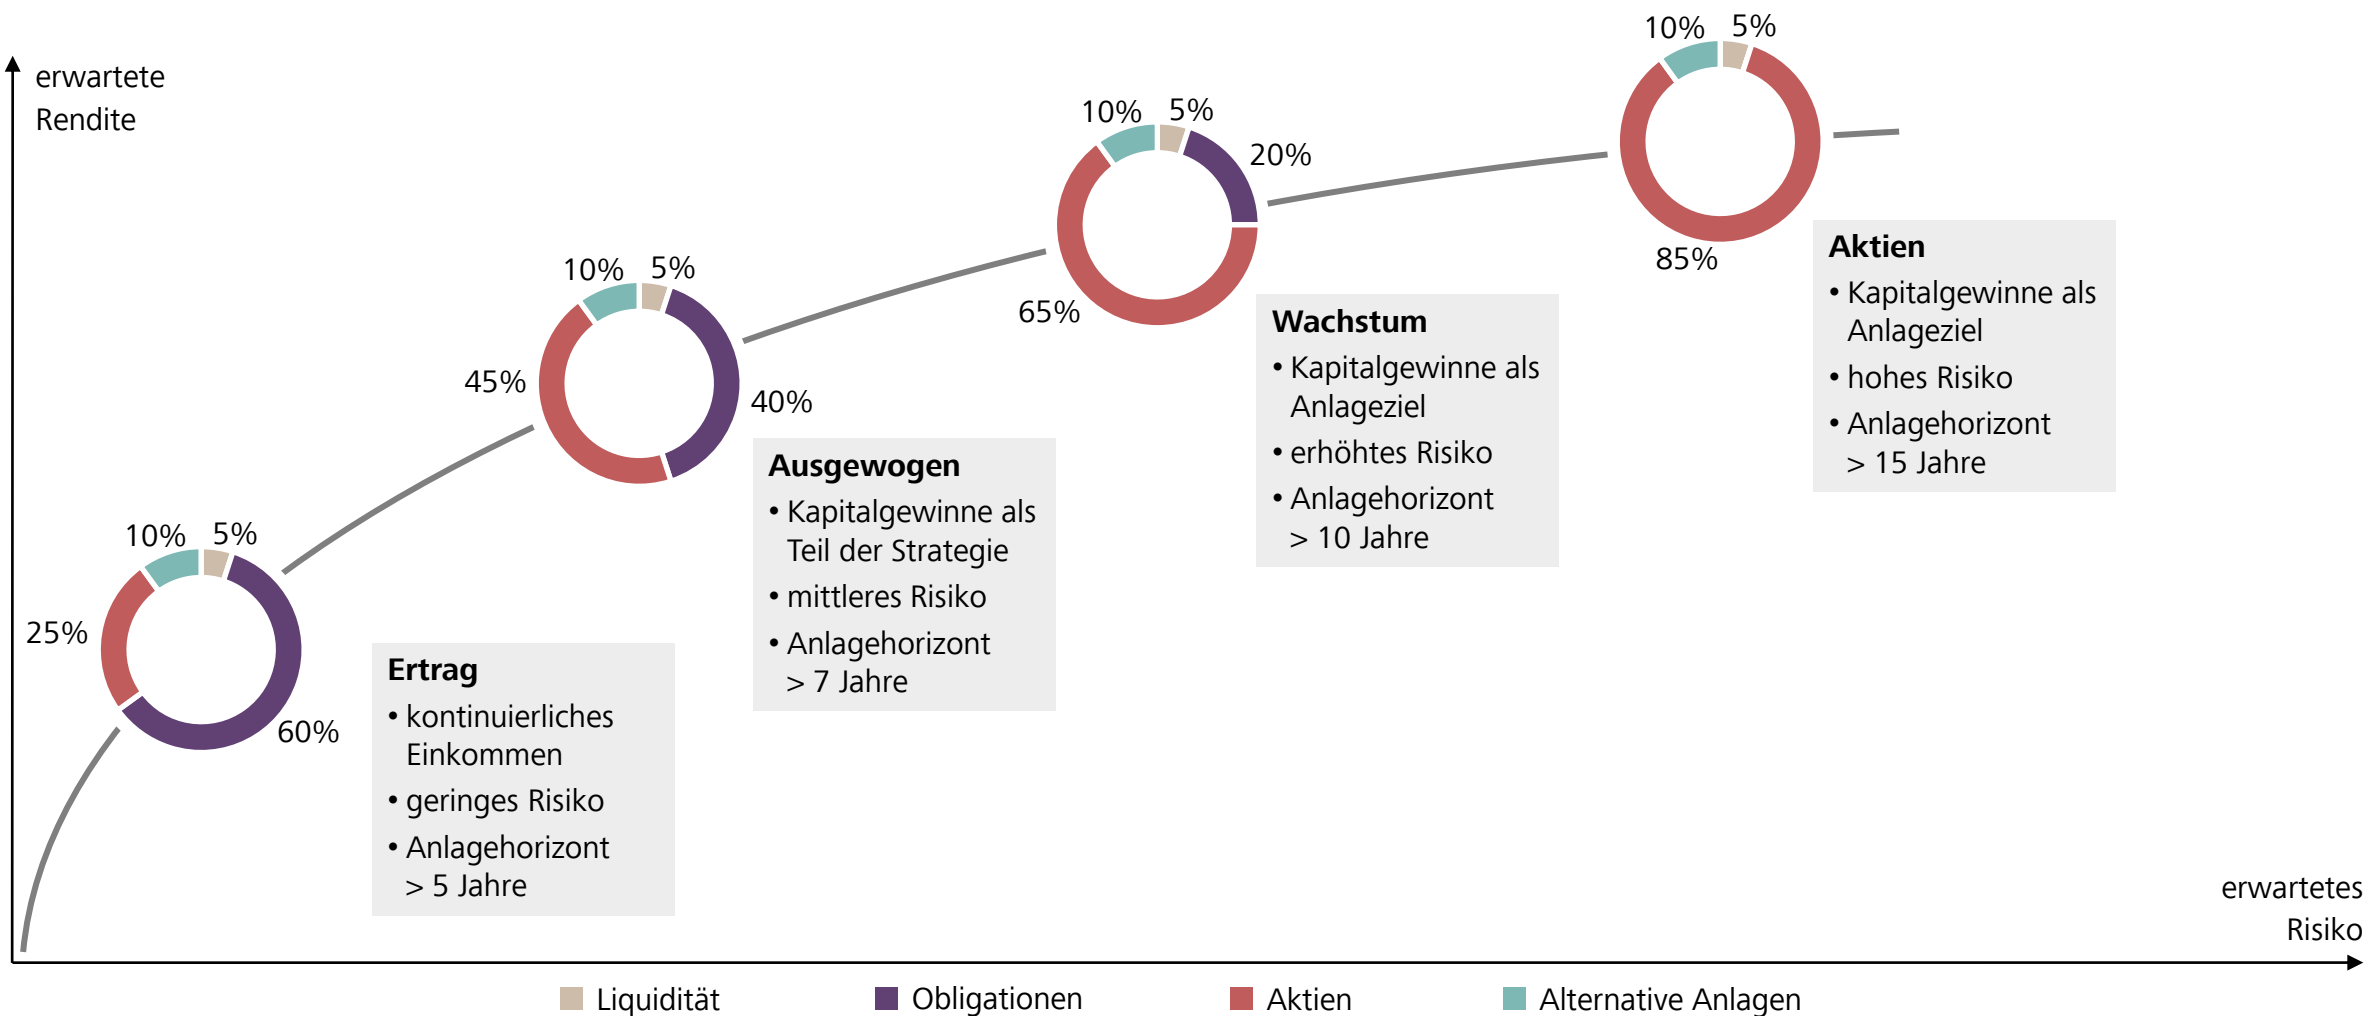 erwartete
Rendite
10% 5%
25%
60%
Ertrag
• kontinuierliches
Einkommen
• geringes Risiko
• Anlagehorizont
> 5 Jahre
10% 5%
45%
40%
Ausgewogen
• Kapitalgewinne als
Teil der Strategie
• mittleres Risiko
• Anlagehorizont
> 7 Jahre
10% 5%
20%
65%
Wachstum
• Kapitalgewinne als
Anlageziel
• erhöhtes Risiko
• Anlagehorizont
> 10 Jahre
10% 5%
85%
Aktien
• Kapitalgewinne als
Anlageziel
• hohes Risiko
• Anlagehorizont
> 15 Jahre
erwartetes
Risiko
Liquidität Obligationen Aktien Alternative Anlagen